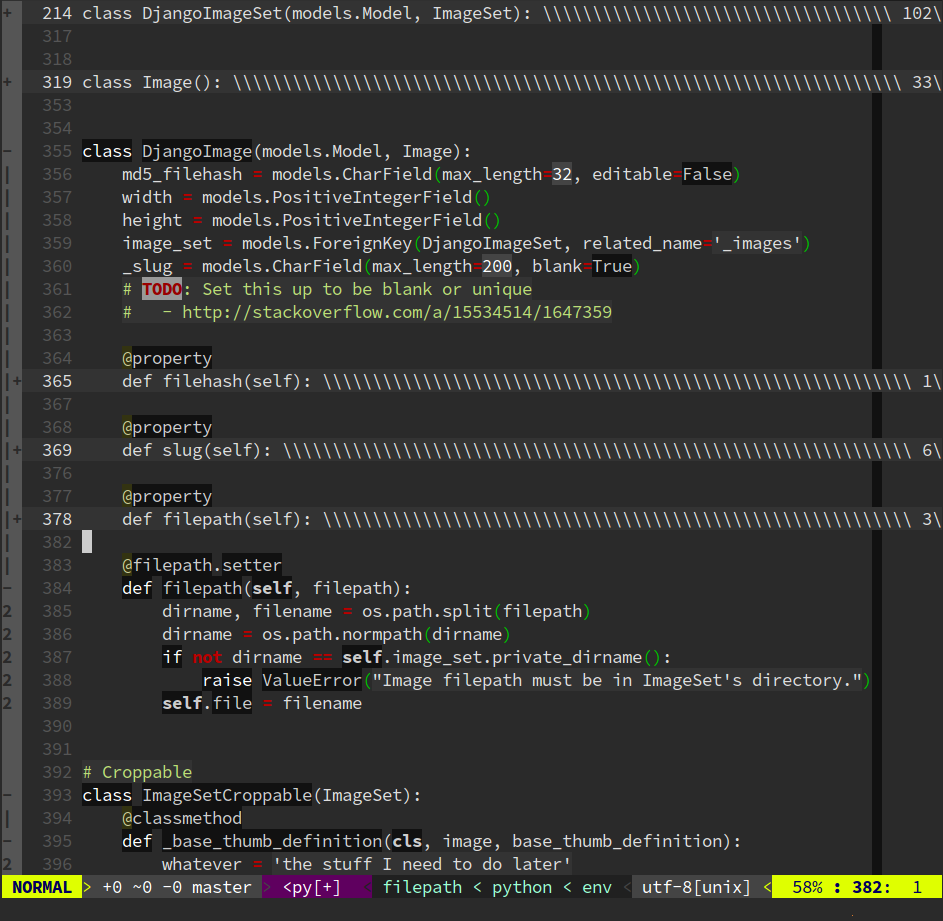 + 214 class DjangoImageSet(models.Model, ImageSet): \\\\\\\\\\\\\\\\\\\\\\\\\\\\\\\\\\\ 102\
317
318
+ 319 class Image(): \\\\\\\\\\\\\\\\\\\\\\\\\\\\\\\\\\\\\\\\\\\\\\\\\\\\\\\\\\\\\\\\\\\ 33\
353
354
- 355 class DjangoImage(models.Model, Image):
| 356     md5_filehash = models.CharField(max_length=32, editable=False)
| 357     width = models.PositiveIntegerField()
| 358     height = models.PositiveIntegerField()
| 359     image_set = models.ForeignKey(DjangoImageSet, related_name='_images')
| 360     _slug = models.CharField(max_length=200, blank=True)
| 361     # TODO: Set this up to be blank or unique
| 362     #   - http://stackoverflow.com/a/15534514/1647359
| 363
| 364     @property
|+ 365     def filehash(self): \\\\\\\\\\\\\\\\\\\\\\\\\\\\\\\\\\\\\\\\\\\\\\\\\\\\\\\\\\\ 1\
| 367
| 368     @property
|+ 369     def slug(self): \\\\\\\\\\\\\\\\\\\\\\\\\\\\\\\\\\\\\\\\\\\\\\\\\\\\\\\\\\\\\\\ 6\
| 376
| 377     @property
|+ 378     def filepath(self): \\\\\\\\\\\\\\\\\\\\\\\\\\\\\\\\\\\\\\\\\\\\\\\\\\\\\\\\\\\ 3\
| 382
| 383     @filepath.setter
- 384     def filepath(self, filepath):
2 385         dirname, filename = os.path.split(filepath)
2 386         dirname = os.path.normpath(dirname)
2 387         if not dirname == self.image_set.private_dirname():
2 388             raise ValueError("Image filepath must be in ImageSet's directory.")
2 389         self.file = filename
390
391
392 # Croppable
- 393 class ImageSetCroppable(ImageSet):
| 394     @classmethod
- 395     def _base_thumb_definition(cls, image, base_thumb_definition):
2 396         whatever = 'the stuff I need to do later'
NORMAL > +0 ~0 -0 master > <py[+] < filepath < python < env < utf-8[unix] < 58% : 382: 1